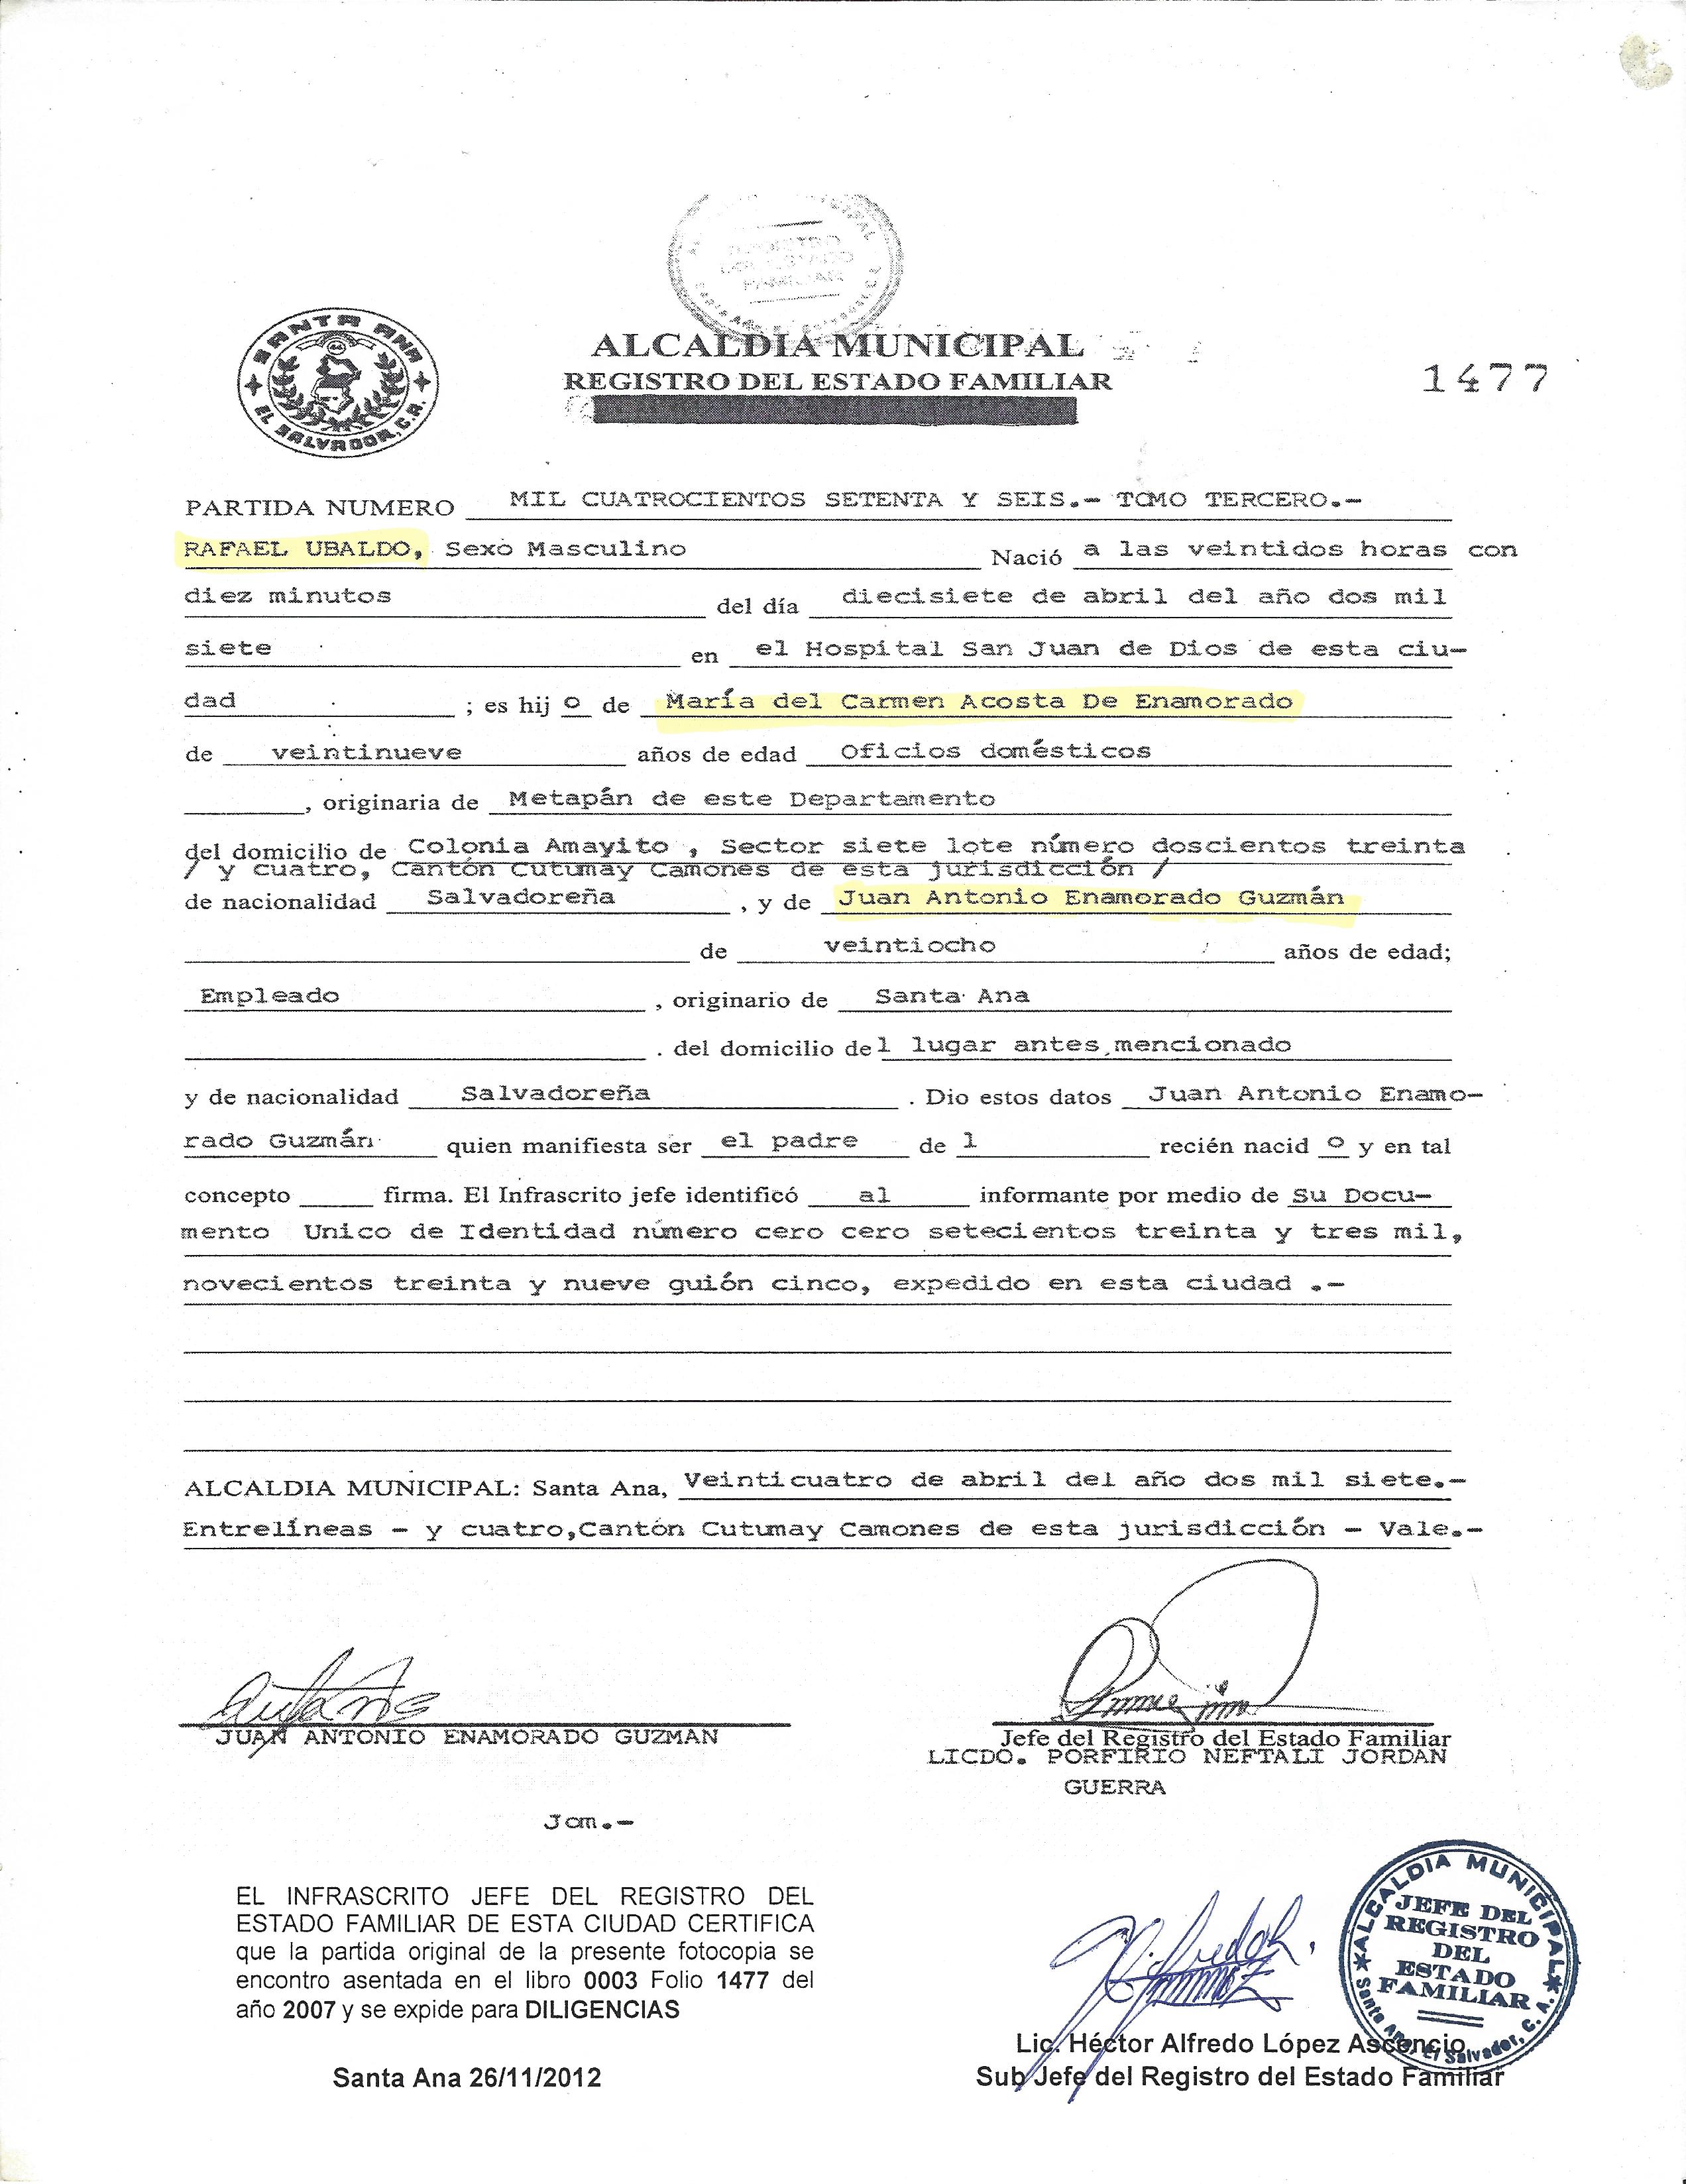 SANTA ANA
EL SALVADOR, C.A.
ALCALDIA MUNICIPAL
REGISTRO DEL ESTADO FAMILIAR
1477
PARTIDA NUMERO MIL CUATROCIENTOS SETENTA Y SEIS.- TOMO TERCERO.-
RAFAEL UBALDO, Sexo Masculino Nació a las veintidos horas con
diez minutos del día diecisiete de abril del año dos mil
siete en el Hospital San Juan de Dios de esta ciu-
dad ; es hij o de María del Carmen Acosta De Enamorado
de veintinueve años de edad Oficios domésticos
, originaria de Metapán de este Departamento
del domicilio de Colonia Amayito , Sector siete lote número doscientos treinta
/ y cuatro, Cantón Cutumay Camones de esta jurisdicción /
de nacionalidad Salvadoreña , y de Juan Antonio Enamorado Guzmán
de veintiocho años de edad;
Empleado , originario de Santa Ana
. del domicilio del lugar antes mencionado
y de nacionalidad Salvadoreña . Dio estos datos Juan Antonio Enamo-
rado Guzmán quien manifiesta ser el padre de l recién nacid o y en tal
concepto firma. El Infrascrito jefe identificó al informante por medio de Su Docu-
mento Unico de Identidad número cero cero setecientos treinta y tres mil,
novecientos treinta y nueve guión cinco, expedido en esta ciudad .-
ALCALDIA MUNICIPAL: Santa Ana, Veinticuatro de abril del año dos mil siete.-
Entrelíneas - y cuatro,Cantón Cutumay Camones de esta jurisdicción - Vale.-
JUAN ANTONIO ENAMORADO GUZMAN
Jefe del Registro del Estado Familiar
LICDO. PORFIRIO NEFTALI JORDAN
GUERRA
Jcm.-
EL INFRASCRITO JEFE DEL REGISTRO DEL
ESTADO FAMILIAR DE ESTA CIUDAD CERTIFICA
que la partida original de la presente fotocopia se
encontro asentada en el libro 0003 Folio 1477 del
año 2007 y se expide para DILIGENCIAS
Santa Ana 26/11/2012
ALCALDIA MUNICIPAL
JEFE DEL
REGISTRO
DEL
ESTADO
FAMILIAR
Santa Ana, El Salvador, C. A.
Lic. Héctor Alfredo López Ascencio
Sub Jefe del Registro del Estado Familiar